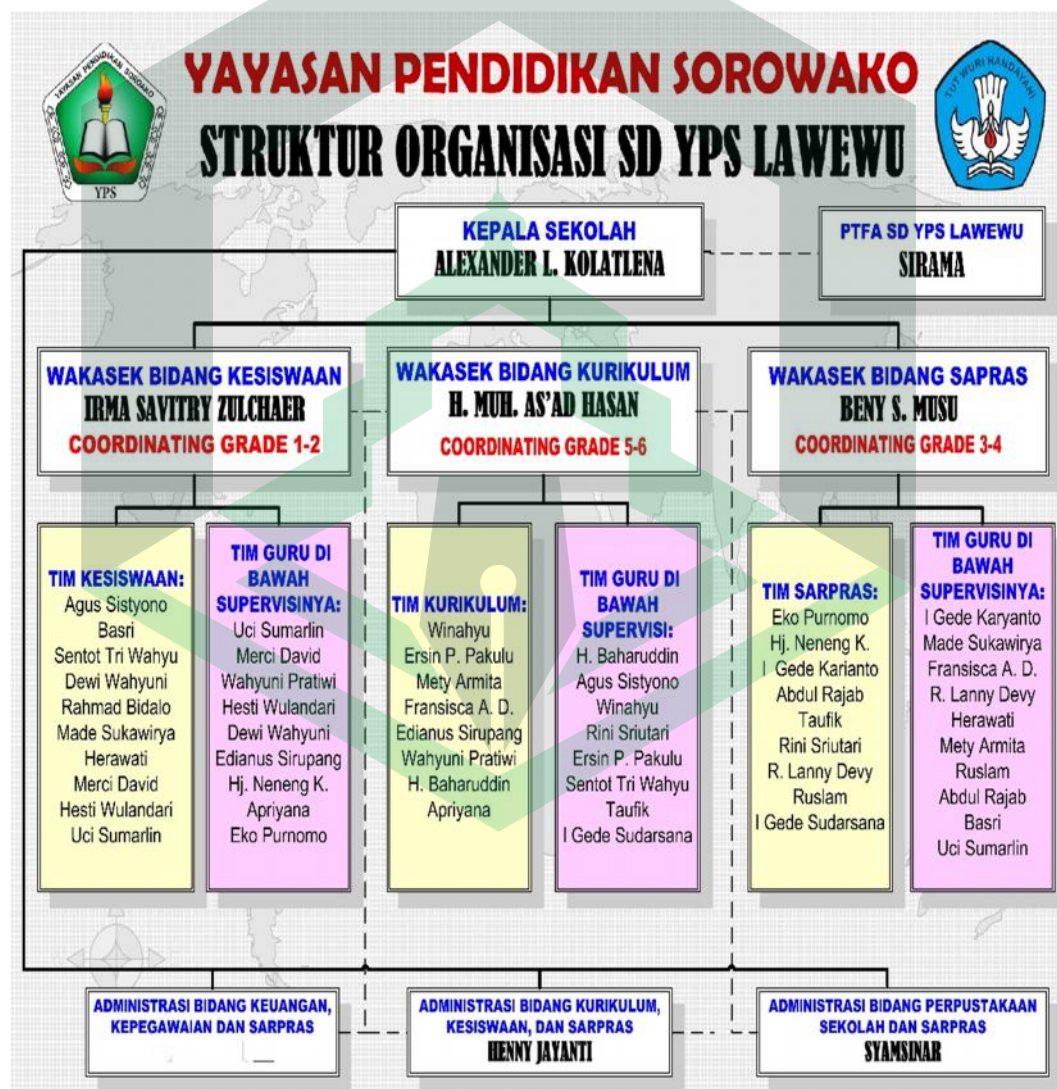 YAYASAN PENDIDIKAN SOROWAKO
YPS
TUT WURI HANDAYANI
YAYASAN PENDIDIKAN SOROWAKO
STRUKTUR ORGANISASI SD YPS LAWEWU
KEPALA SEKOLAH
ALEXANDER L. KOLATLENA
PTFA SD YPS LAWEWU
SIRAMA
WAKASEK BIDANG KESISWAAN
IRMA SAVITRY ZULCHAER
COORDINATING GRADE 1-2
WAKASEK BIDANG KURIKULUM
H. MUH. AS'AD HASAN
COORDINATING GRADE 5-6
WAKASEK BIDANG SAPRAS
BENY S. MUSU
COORDINATING GRADE 3-4
TIM KESISWAAN:
Agus Sistyono
Basri
Sentot Tri Wahyu
Dewi Wahyuni
Rahmad Bidalo
Made Sukawirya
Herawati
Merci David
Hesti Wulandari
Uci Sumarlin
TIM GURU DI
BAWAH
SUPERVISINYA:
Uci Sumarlin
Merci David
Wahyuni Pratiwi
Hesti Wulandari
Dewi Wahyuni
Edianus Sirupang
Hj. Neneng K.
Apriyana
Eko Purnomo
TIM KURIKULUM:
Winahyu
Ersin P. Pakulu
Mety Armita
Fransisca A. D.
Edianus Sirupang
Wahyuni Pratiwi
H. Baharuddin
Apriyana
TIM GURU DI
BAWAH
SUPERVISI:
H. Baharuddin
Agus Sistyono
Winahyu
Rini Sriutari
Ersin P. Pakulu
Sentot Tri Wahyu
Taufik
I Gede Sudarsana
TIM SARPRAS:
Eko Purnomo
Hj. Neneng K.
I Gede Karianto
Abdul Rajab
Taufik
Rini Sriutari
R. Lanny Devy
Ruslam
I Gede Sudarsana
TIM GURU DI
BAWAH
SUPERVISINYA:
I Gede Karyanto
Made Sukawirya
Fransisca A. D.
R. Lanny Devy
Herawati
Mety Armita
Ruslam
Abdul Rajab
Basri
Uci Sumarlin
ADMINISTRASI BIDANG KEUANGAN,
KEPEGAWAIAN DAN SARPRAS
ADMINISTRASI BIDANG KURIKULUM,
KESISWAAN, DAN SARPRAS
HENNY JAYANTI
ADMINISTRASI BIDANG PERPUSTAKAAN
SEKOLAH DAN SARPRAS
SYAMSINAR